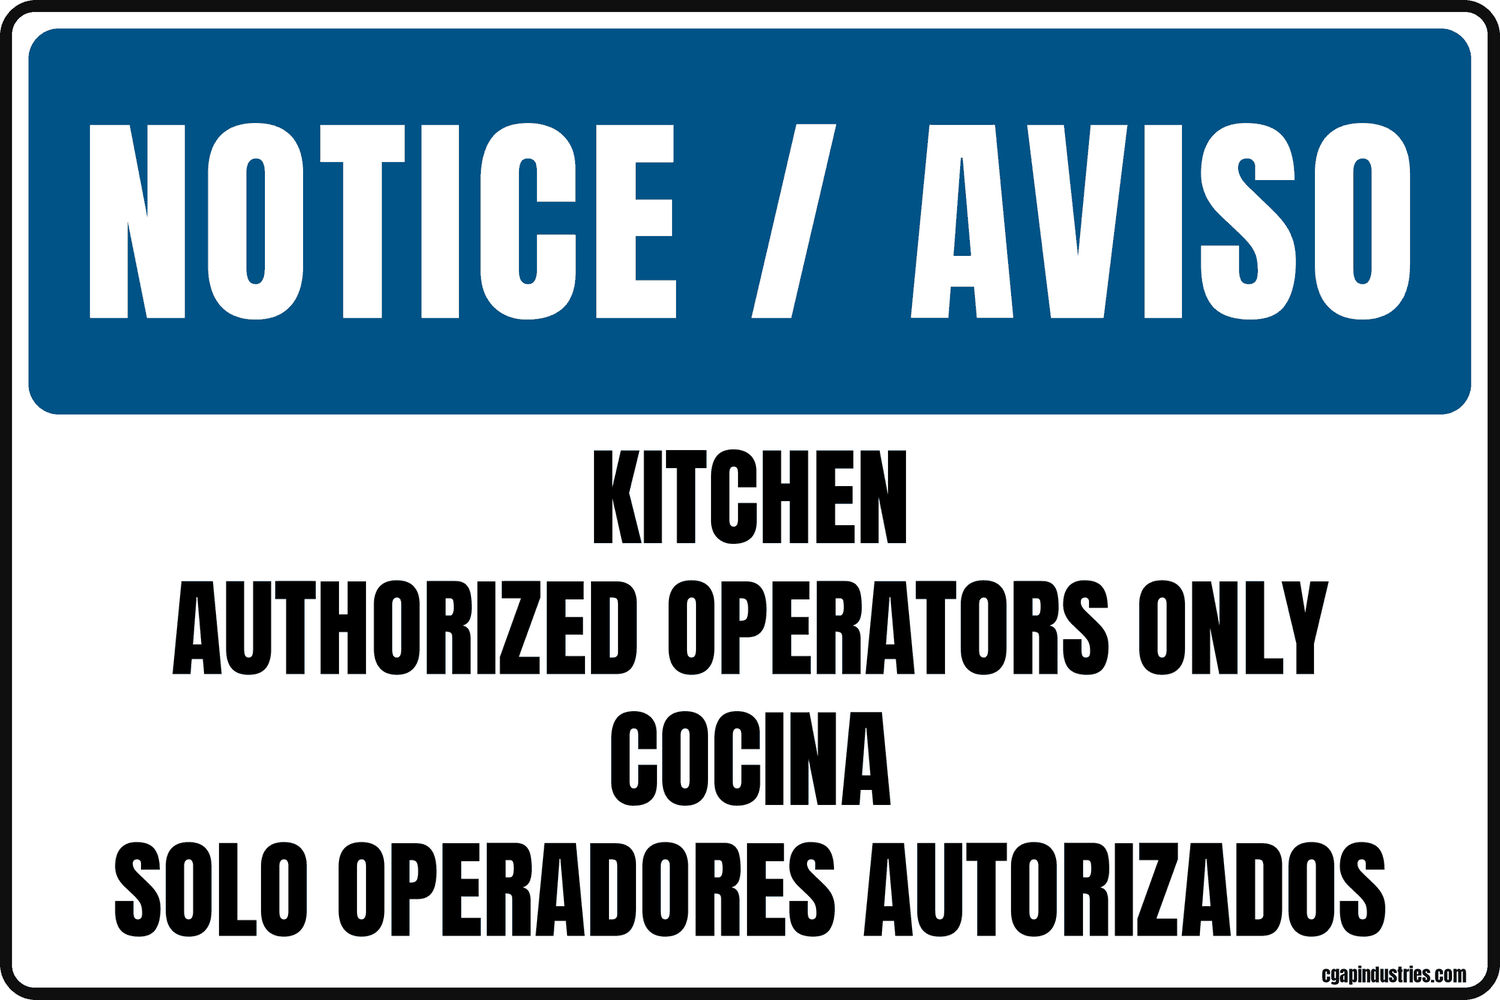 NOTICE / AVISO
KITCHEN
AUTHORIZED OPERATORS ONLY
COCINA
SOLO OPERADORES AUTORIZADOS
cgapindustries.com